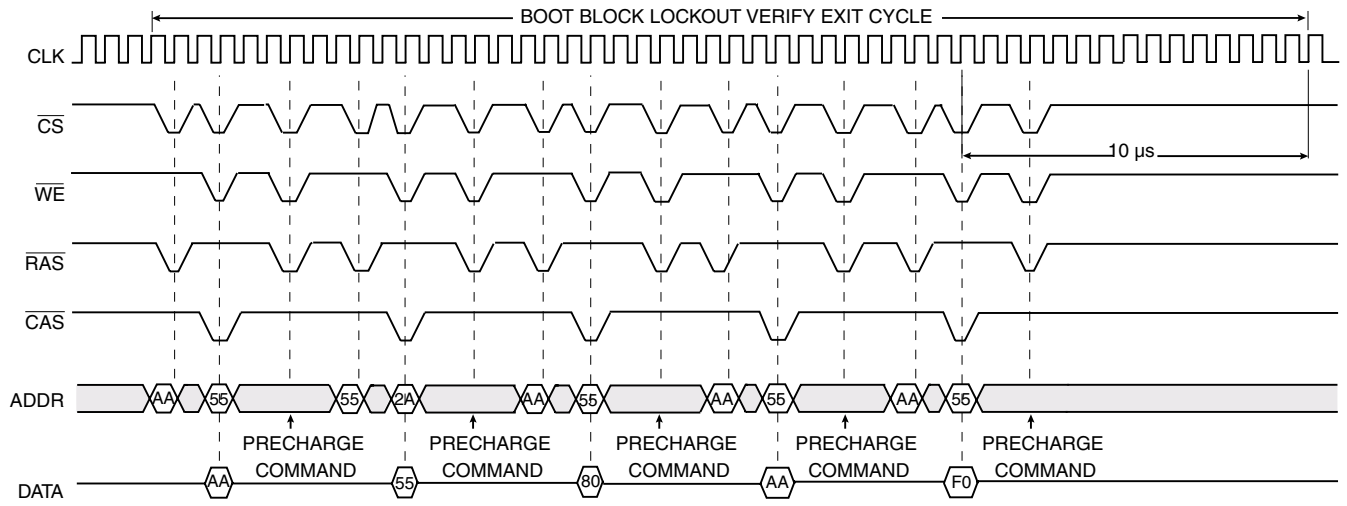 BOOT BLOCK LOCKOUT VERIFY EXIT CYCLE
CLK
CS
10 µs
WE
RAS
CAS
ADDR AA 55 55 2A AA 55 AA 55 AA 55
PRECHARGE COMMAND PRECHARGE COMMAND PRECHARGE COMMAND PRECHARGE COMMAND PRECHARGE COMMAND
DATA AA 55 80 AA F0